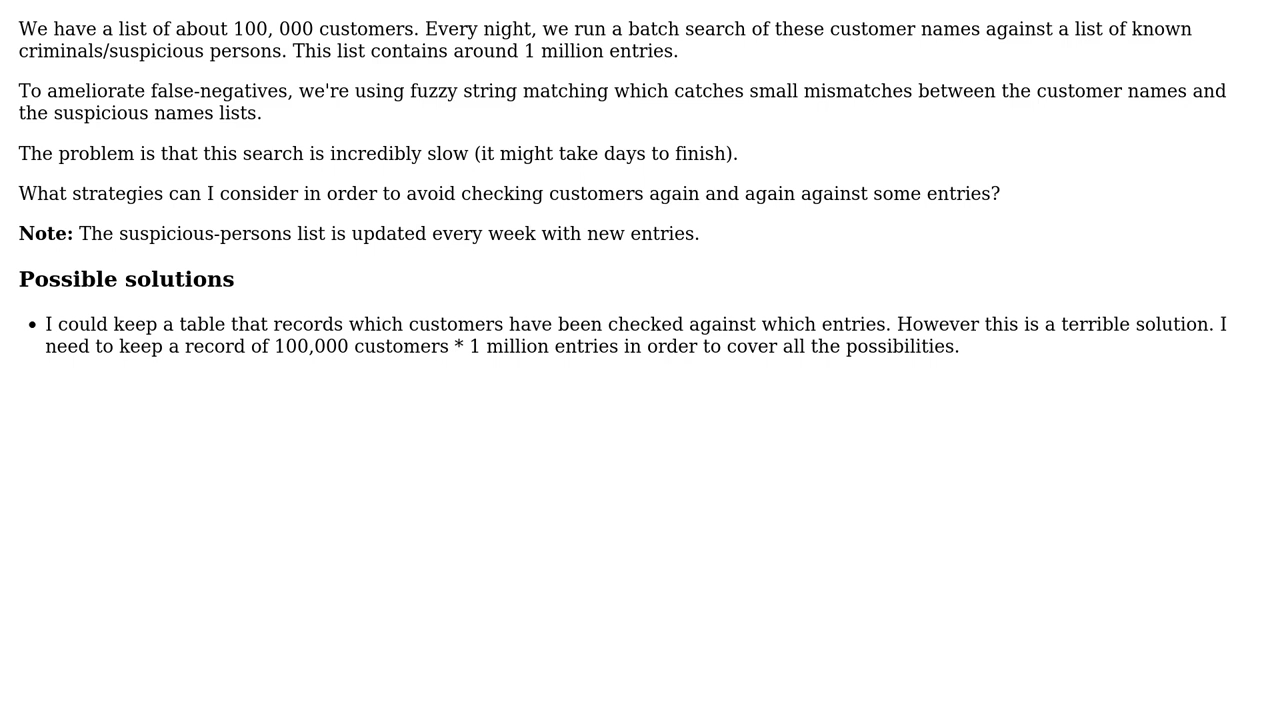 We have a list of about 100, 000 customers. Every night, we run a batch search of these customer names against a list of known
criminals/suspicious persons. This list contains around 1 million entries.
To ameliorate false-negatives, we're using fuzzy string matching which catches small mismatches between the customer names and
the suspicious names lists.
The problem is that this search is incredibly slow (it might take days to finish).
What strategies can I consider in order to avoid checking customers again and again against some entries?
Note: The suspicious-persons list is updated every week with new entries.
Possible solutions
• I could keep a table that records which customers have been checked against which entries. However this is a terrible solution. I
need to keep a record of 100,000 customers * 1 million entries in order to cover all the possibilities.